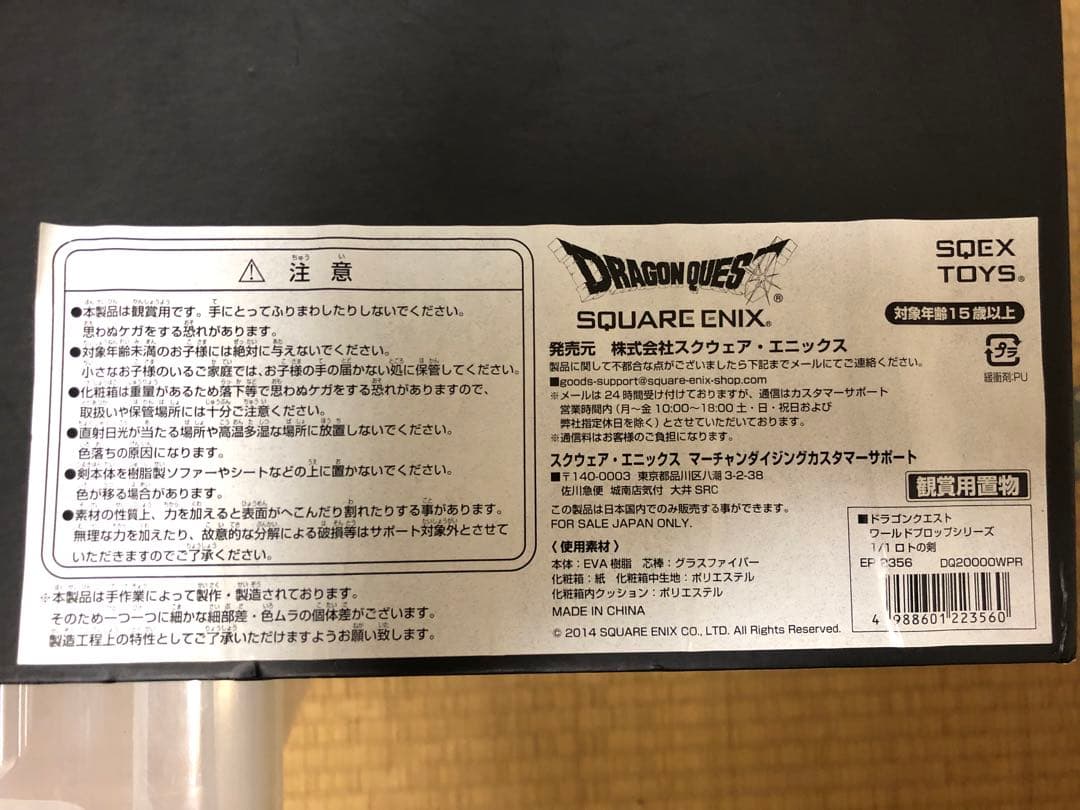 ⚠ 注意
●本製品は観賞用です。手にとってふりまわしたりしないでください。
思わぬケガをする恐れがあります。
●対象年齢未満のお子様には絶対に与えないでください。
小さなお子様のいるご家庭では、お子様の手の届かない処に保管してください。
●化粧箱は重量があるため落下等で思わぬケガをする恐れがありますので、
取扱いや保管場所には十分ご注意ください。
●直射日光が当たる場所や高温多湿な場所に放置しないでください。
色落ちの原因になります。
●剣本体を樹脂製ソファーやシートなどの上に置かないでください。
色が移る場合があります。
●素材の性質上、力を加えると表面がへこんだり割れたりする事があります。
無理な力を加えたり、故意的な分解による破損等はサポート対象外とさせて
いただきますのでご了承ください。
※本製品は手作業によって製作・製造されております。
そのため一つ一つに細かな細部差・色ムラの個体差がございます。
製造工程上の特性としてご了承いただけますようお願い致します。
DRAGON QUEST®
SQUARE ENIX®
SQEX
TOYS®
対象年齢15歳以上
プラ
緩衝剤:PU
発売元 株式会社スクウェア・エニックス
製品に関して不都合な点がございましたら下記までメールにてご連絡ください。
■goods-support@square-enix-shop.com
※メールは24時間受け付けておりますが、通信はカスタマーサポート
営業時間内（月〜金 10:00〜18:00 土・日・祝日および
弊社指定休日を除く）とさせていただいております。
※通信料はお客様のご負担になります。
スクウェア・エニックス マーチャンダイジングカスタマーサポート
■〒140-0003 東京都品川区八潮3-2-38
佐川急便 城南店気付 大井SRC
観賞用置物
この製品は日本国内でのみ販売する事ができます。
FOR SALE JAPAN ONLY.
〈使用素材〉
本体：EVA樹脂 芯棒：グラスファイバー
化粧箱：紙 化粧箱中生地：ポリエステル
化粧箱内クッション：ポリエステル
MADE IN CHINA
© 2014 SQUARE ENIX CO., LTD. All Rights Reserved.
■ドラゴンクエスト
ワールドプロップシリーズ
1/1 ロトの剣
EP 2356 DQ20000WPR
4 988601 223560